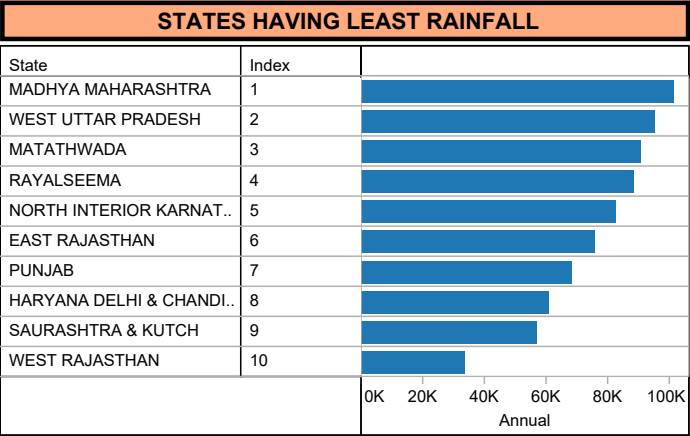 STATES HAVING LEAST RAINFALL
State Index
MADHYA MAHARASHTRA 1
WEST UTTAR PRADESH 2
MATATHWADA 3
RAYALSEEMA 4
NORTH INTERIOR KARNAT.. 5
EAST RAJASTHAN 6
PUNJAB 7
HARYANA DELHI & CHANDI.. 8
SAURASHTRA & KUTCH 9
WEST RAJASTHAN 10
0K 20K 40K 60K 80K 100K
Annual